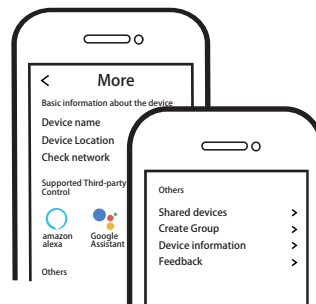 More
Basic information about the device
Device name
Device Location
Check network
Supported Third-party
Control
amazon
alexa
Google
Assistant
Others
Others
Shared devices
Create Group
Device information
Feedback